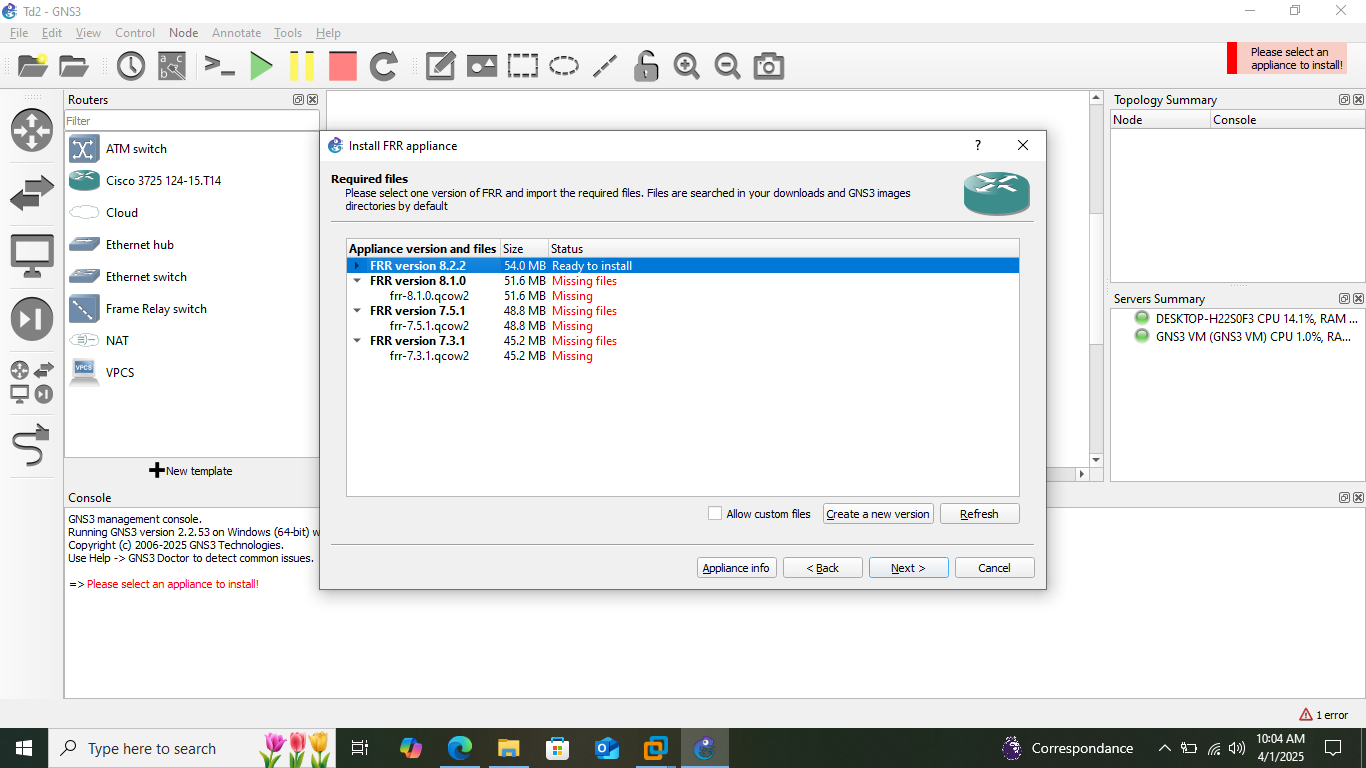 Td2 - GNS3
File Edit View Control Node Annotate Tools Help
Please select an
appliance to install!
Routers
Filter
ATM switch
Cisco 3725 124-15.T14
Cloud
Ethernet hub
Ethernet switch
Frame Relay switch
NAT
VPCS
VPCS
New template
Install FRR appliance
?
Required files
Please select one version of FRR and import the required files. Files are searched in your downloads and GNS3 images
directories by default
Appliance version and files Size Status
FRR version 8.2.2 54.0 MB Ready to install
FRR version 8.1.0 51.6 MB Missing files
frr-8.1.0.qcow2 51.6 MB Missing
FRR version 7.5.1 48.8 MB Missing files
frr-7.5.1.qcow2 48.8 MB Missing
FRR version 7.3.1 45.2 MB Missing files
frr-7.3.1.qcow2 45.2 MB Missing
Allow custom files Create a new version Refresh
Appliance info < Back Next > Cancel
Topology Summary
Node Console
Servers Summary
DESKTOP-H22S0F3 CPU 14.1%, RAM ...
GNS3 VM (GNS3 VM) CPU 1.0%, RA...
Console
GNS3 management console.
Running GNS3 version 2.2.53 on Windows (64-bit) w
Copyright (c) 2006-2025 GNS3 Technologies.
Use Help -> GNS3 Doctor to detect common issues.
=> Please select an appliance to install!
1 error
Type here to search
Correspondance
10:04 AM
4/1/2025